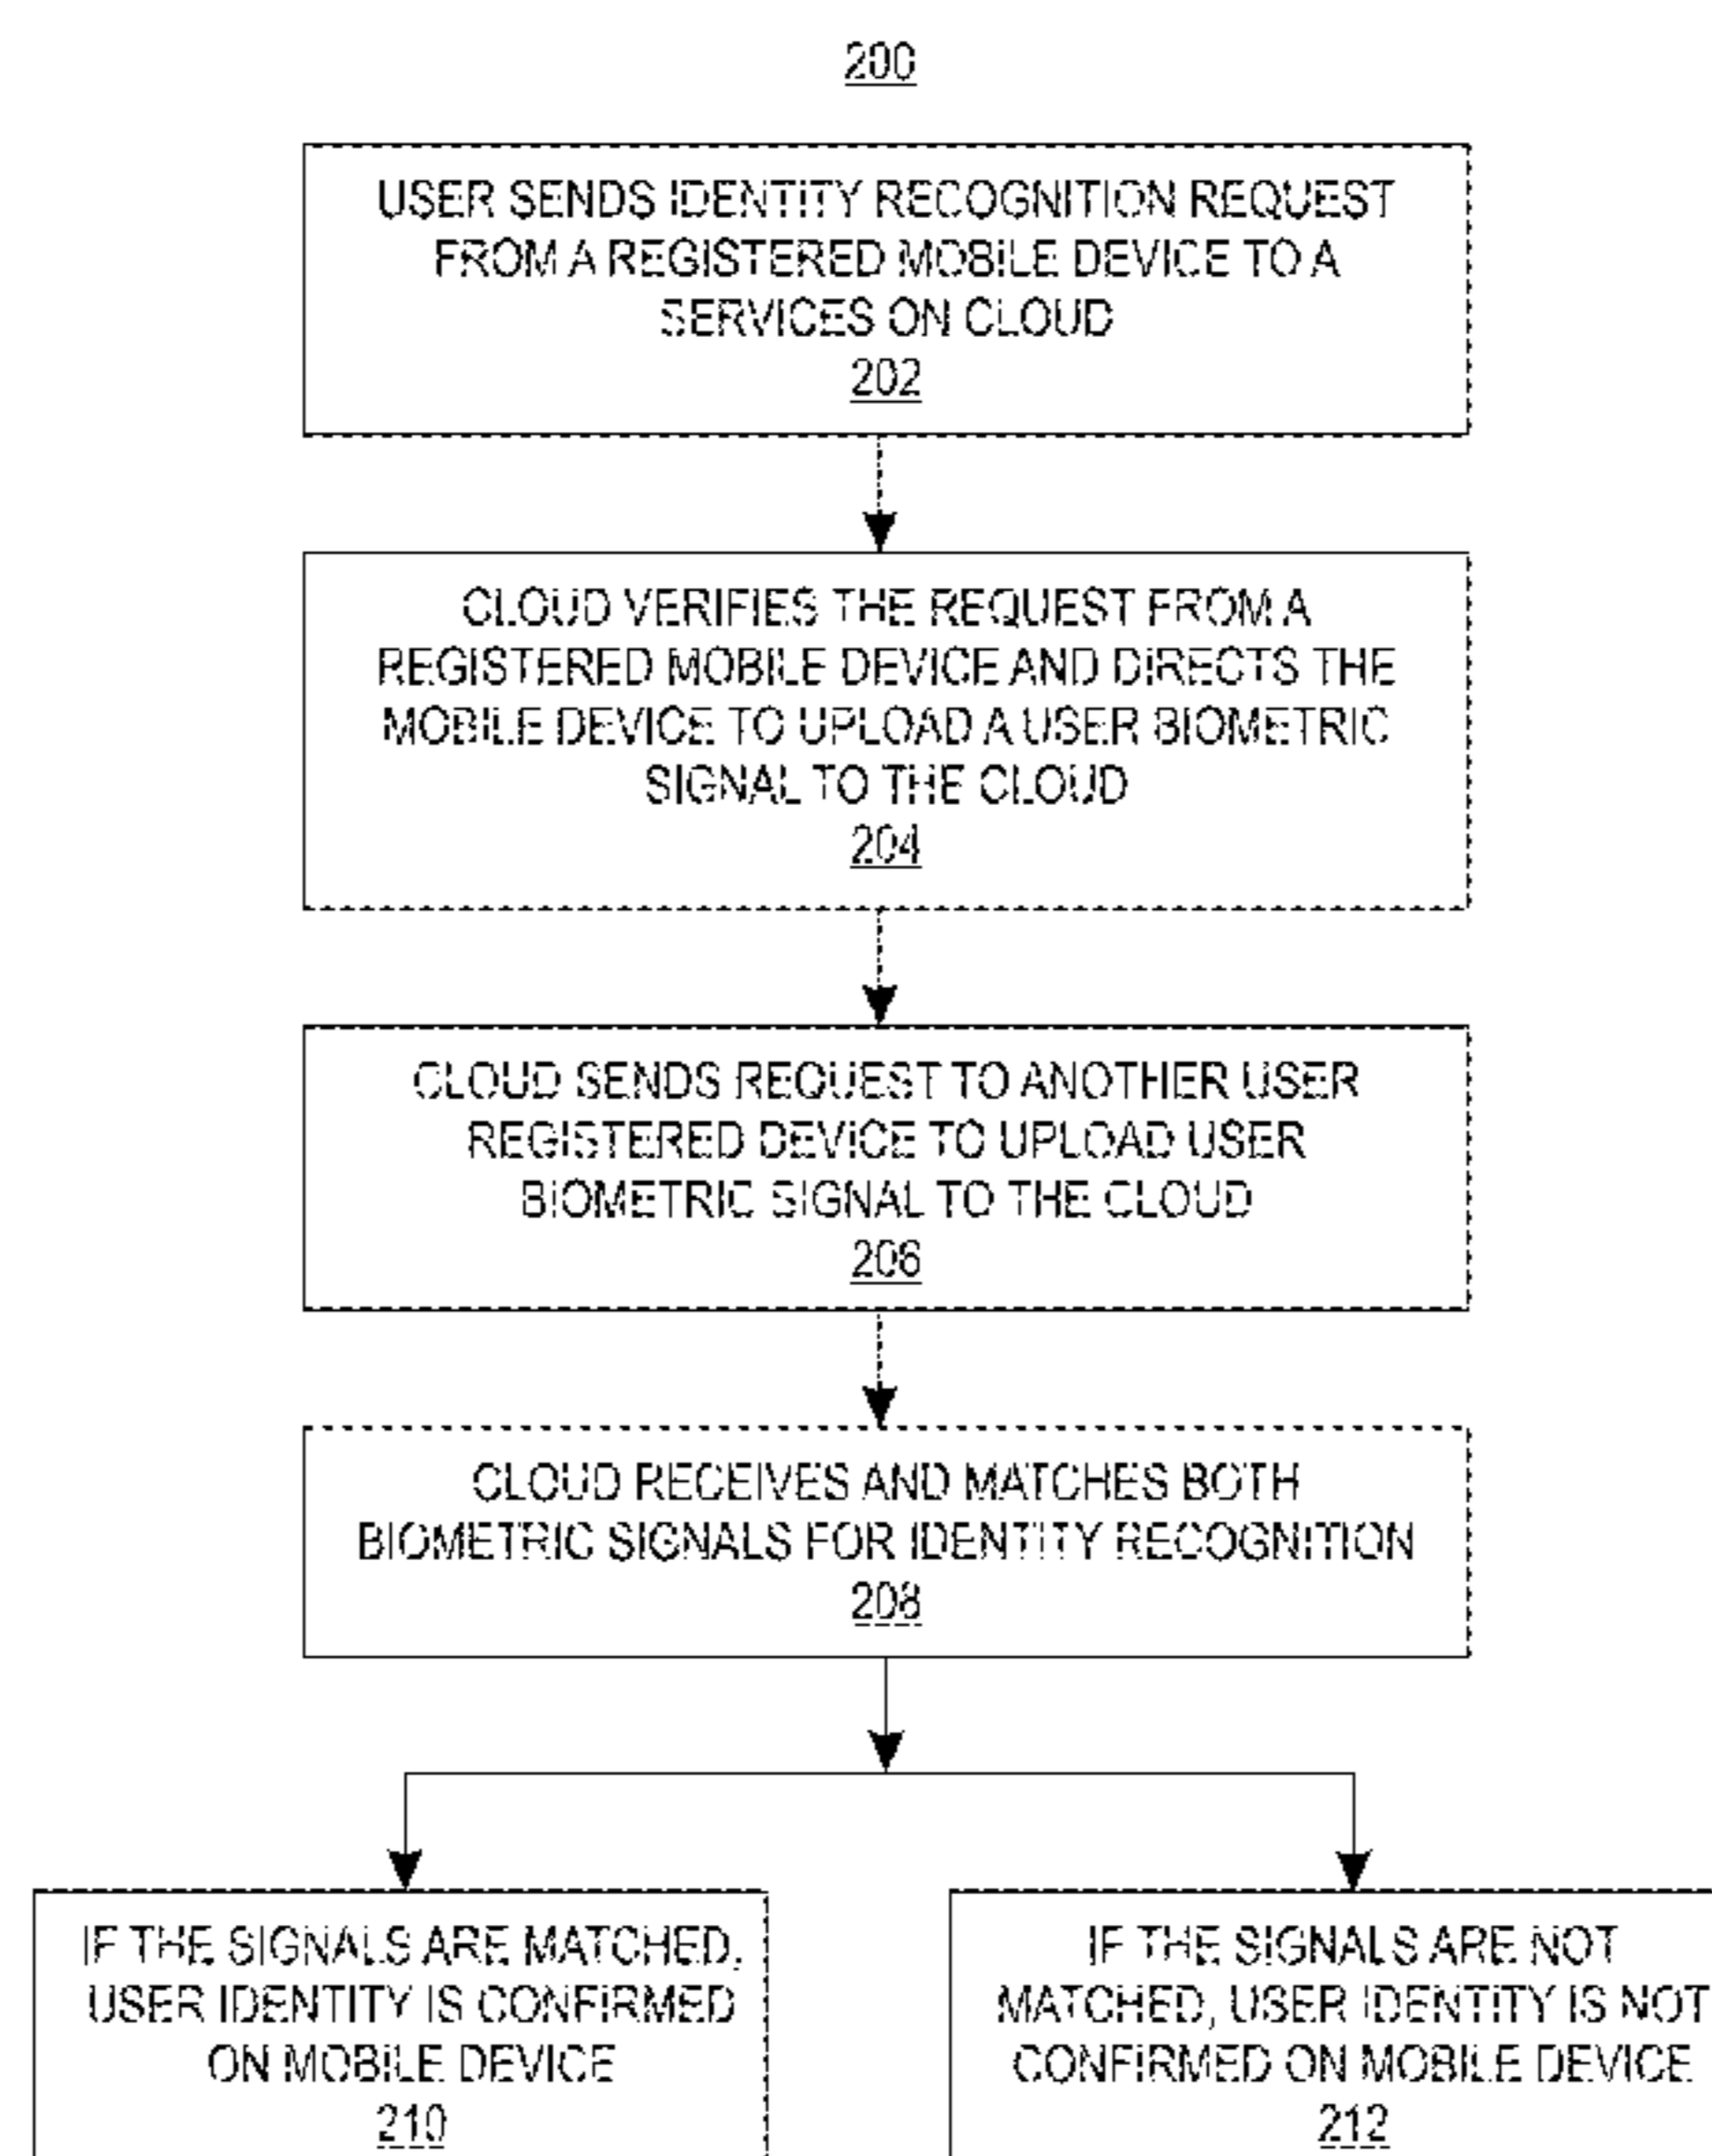 200
USER SENDS IDENTITY RECOGNITION REQUEST
FROM A REGISTERED MOBILE DEVICE TO A
SERVICES ON CLOUD
202
CLOUD VERIFIES THE REQUEST FROM A
REGISTERED MOBILE DEVICE AND DIRECTS THE
MOBILE DEVICE TO UPLOAD A USER BIOMETRIC
SIGNAL TO THE CLOUD
204
CLOUD SENDS REQUEST TO ANOTHER USER
REGISTERED DEVICE TO UPLOAD USER
BIOMETRIC SIGNAL TO THE CLOUD
206
CLOUD RECEIVES AND MATCHES BOTH
BIOMETRIC SIGNALS FOR IDENTITY RECOGNITION
208
IF THE SIGNALS ARE MATCHED,
USER IDENTITY IS CONFIRMED
ON MOBILE DEVICE
210
IF THE SIGNALS ARE NOT
MATCHED, USER IDENTITY IS NOT
CONFIRMED ON MOBILE DEVICE
212